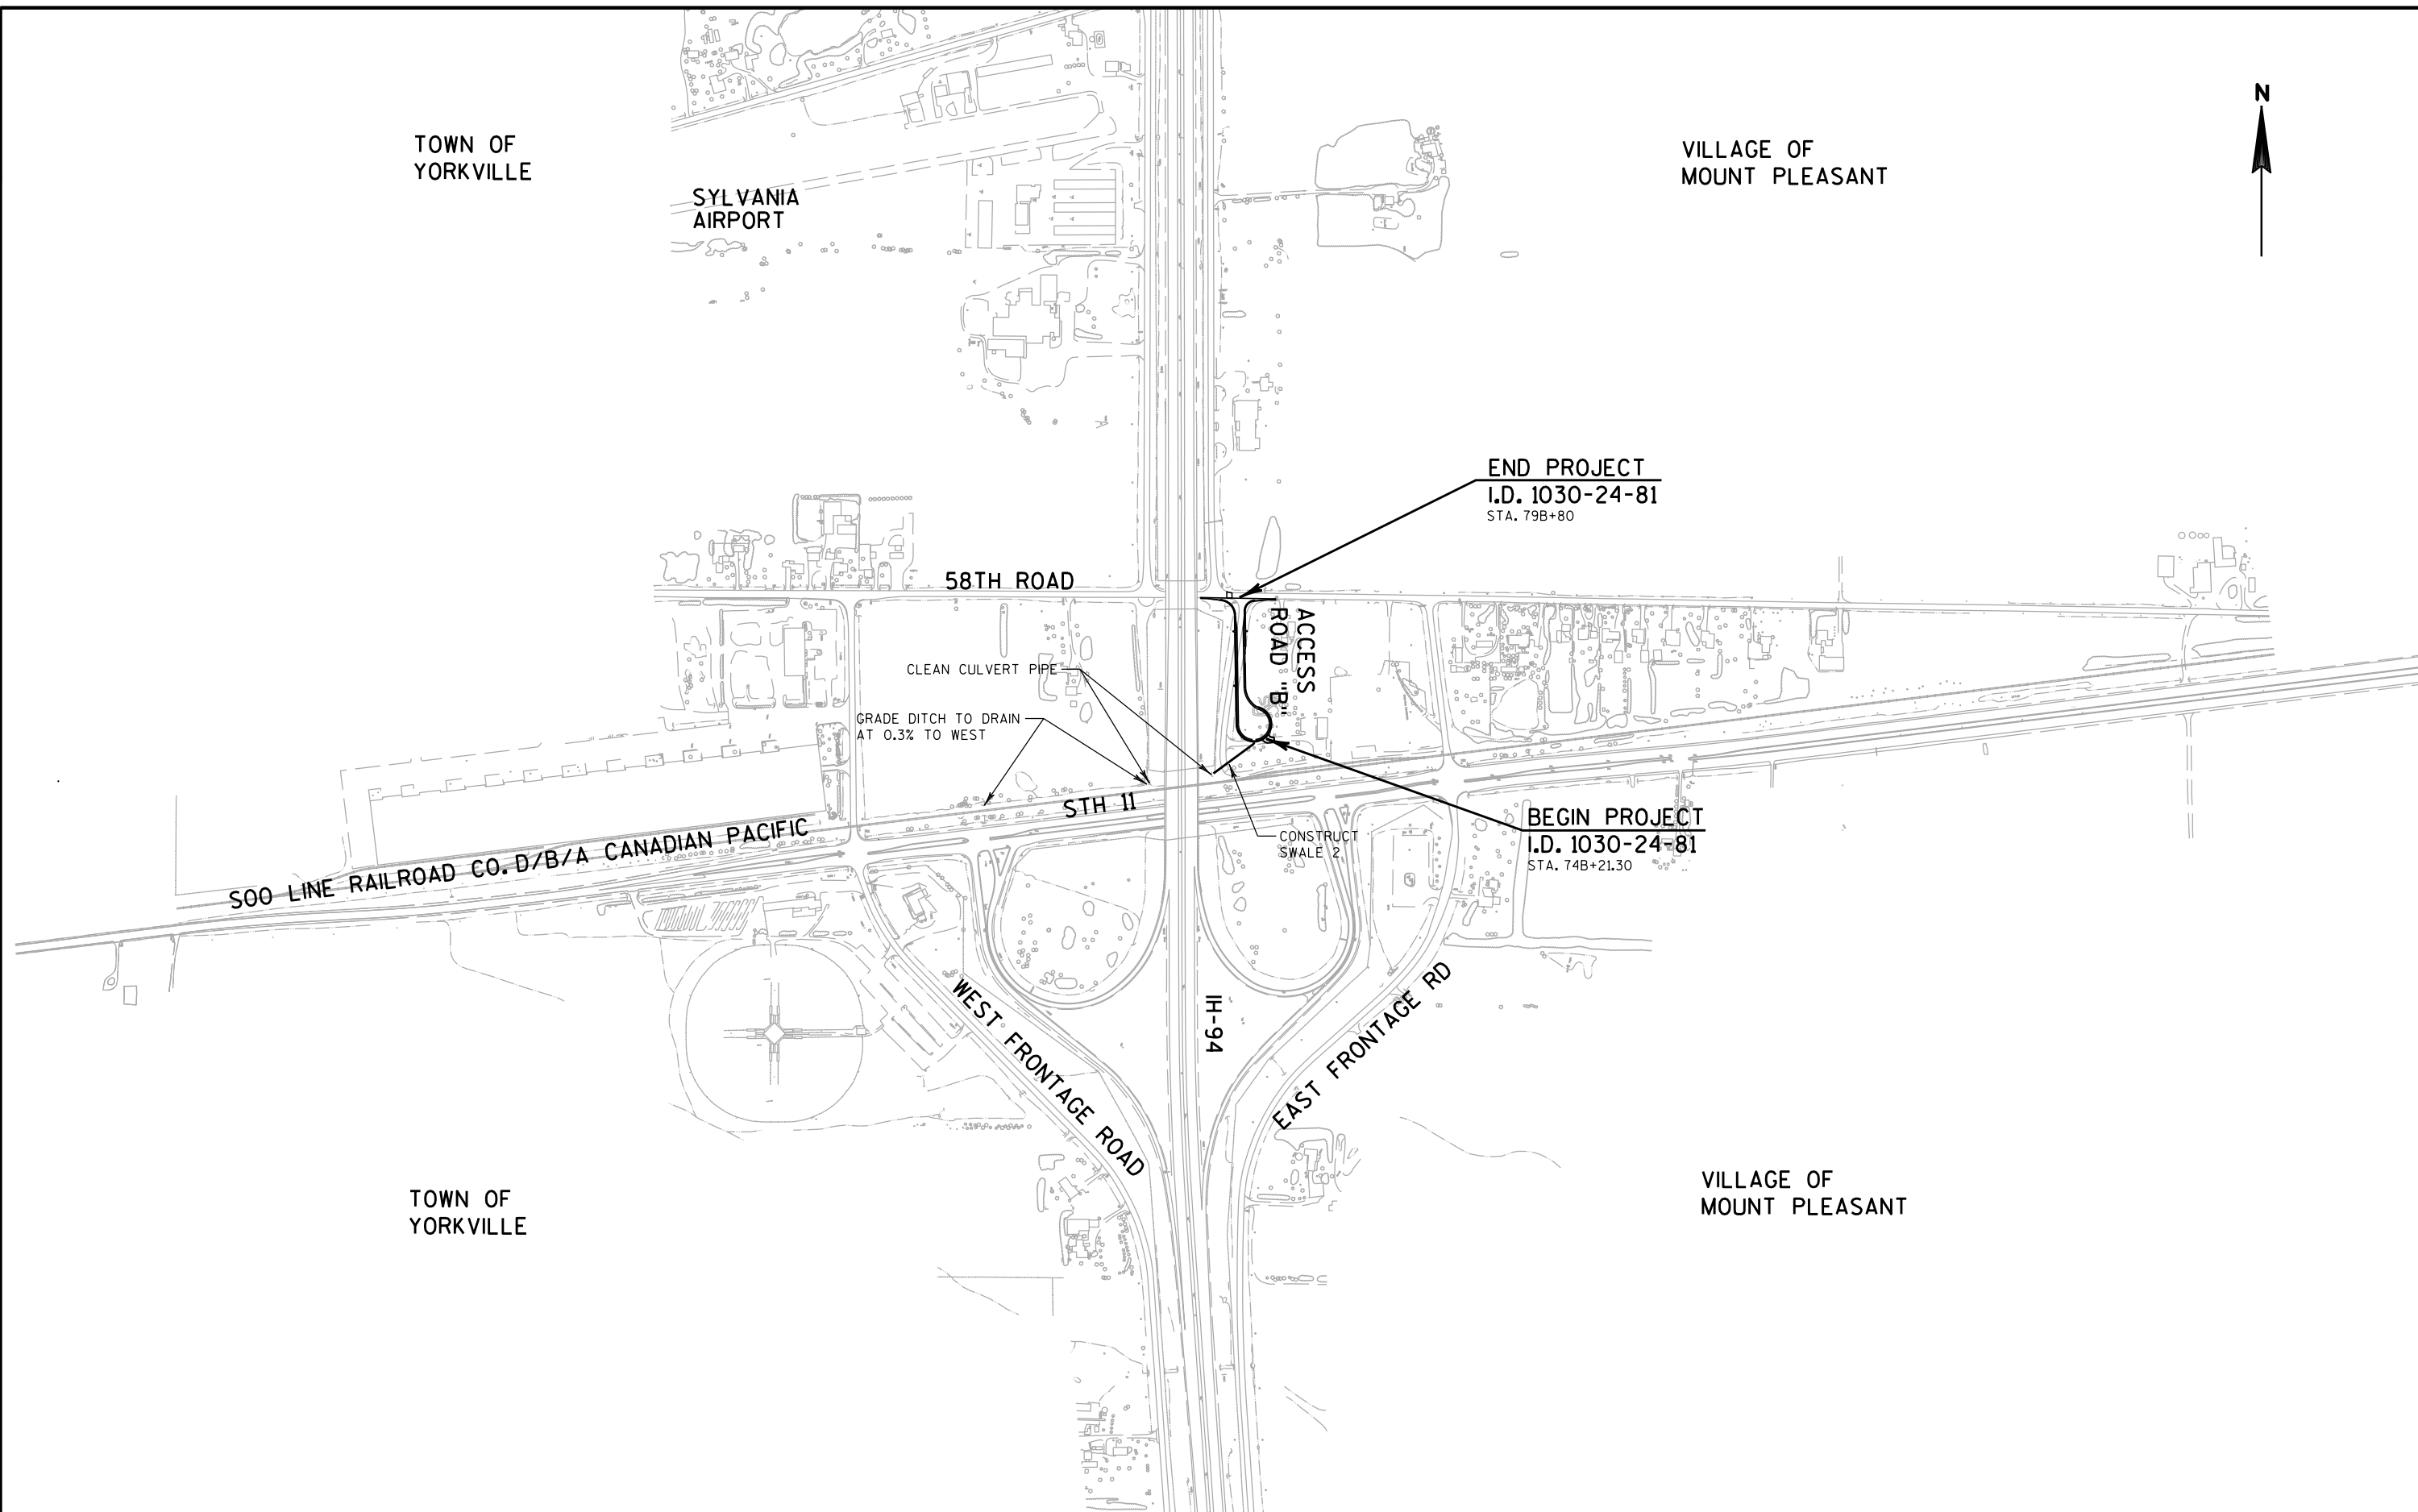 N
TOWN OF
YORKVILLE
VILLAGE OF
MOUNT PLEASANT
SYLVANIA
AIRPORT
END PROJECT
I.D. 1030-24-81
STA. 79B+80
58TH ROAD
ACCESS
ROAD "B"
CLEAN CULVERT PIPE
GRADE DITCH TO DRAIN
AT 0.3% TO WEST
STH 11
BEGIN PROJECT
I.D. 1030-24-81
STA. 74B+21.30
CONSTRUCT
SWALE 2
SOO LINE RAILROAD CO. D/B/A CANADIAN PACIFIC
WEST FRONTAGE ROAD
IH-94
EAST FRONTAGE RD
TOWN OF
YORKVILLE
VILLAGE OF
MOUNT PLEASANT